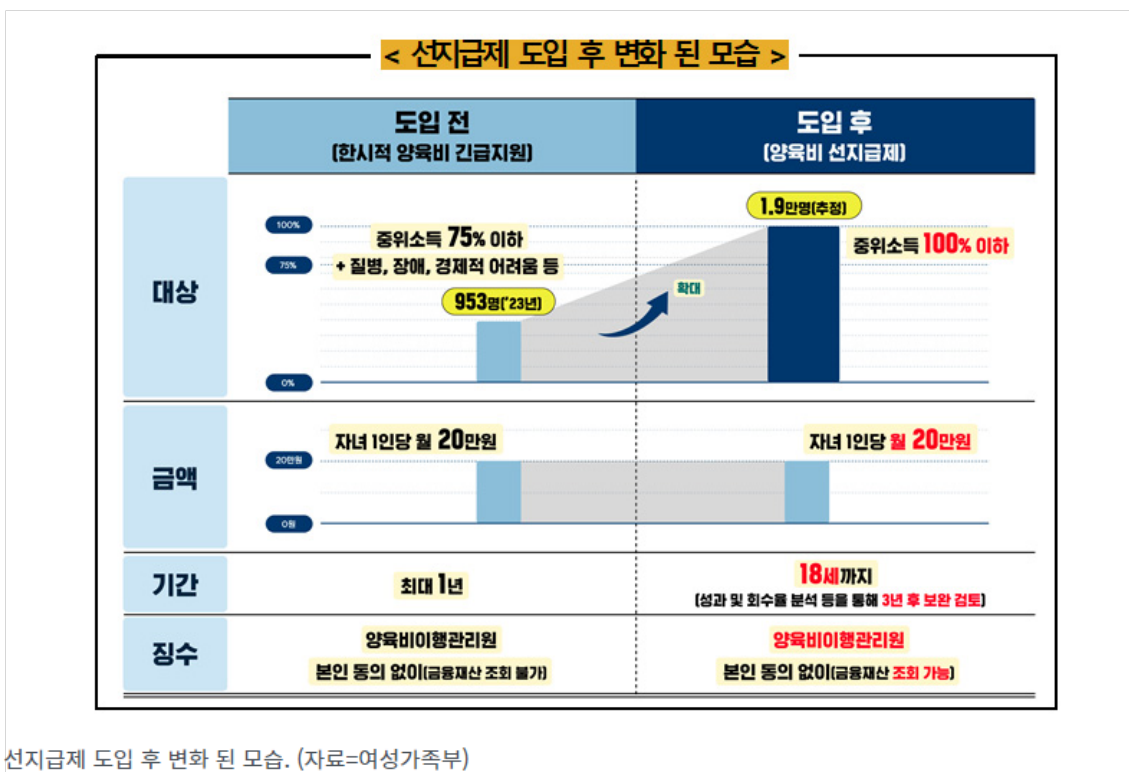 < 선지급제 도입 후 변화 된 모습 >
도입 전
(한시적 양육비 긴급지원)
도입 후
(양육비 선지급제)
대상
100%
75%
0%
중위소득 75% 이하
+ 질병, 장애, 경제적 어려움 등
953명('23년)
확대
1.9만명(추정)
중위소득 100% 이하
금액
20만원
0원
자녀 1인당 월 20만원
자녀 1인당 월 20만원
기간
최대 1년
18세까지
(성과 및 회수율 분석 등을 통해 3년 후 보완 검토)
징수
양육비이행관리원
본인 동의 없이(금융재산 조회 불가)
양육비이행관리원
본인 동의 없이(금융재산 조회 가능)
선지급제 도입 후 변화 된 모습. (자료=여성가족부)